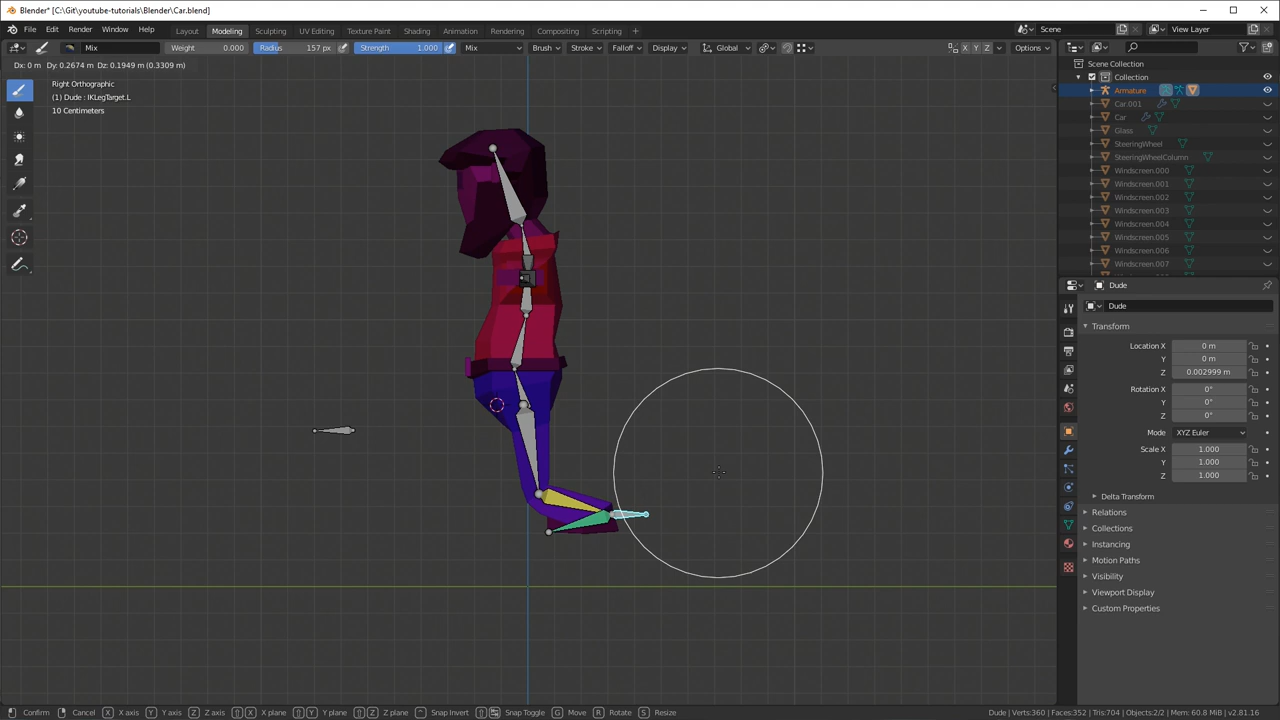 Blender* [C:\Git\youtube-tutorials\Blender\Car.blend]
File Edit Render Window Help Layout Modeling Sculpting UV Editing Texture Paint Shading Animation Rendering Compositing Scripting + Scene View Layer
Mix Weight 0.000 Radius 157 px Strength 1.000 Mix Brush Stroke Falloff Display Global X Y Z Options
Dx: 0 m Dy: 0.2674 m Dz: 0.1949 m (0.3309 m)
Right Orthographic
(1) Dude : IKLegTarget.L
10 Centimeters
Scene Collection
Collection
Armature
Car.001
Car
Glass
SteeringWheel
SteeringWheelColumn
Windscreen.000
Windscreen.001
Windscreen.002
Windscreen.003
Windscreen.004
Windscreen.005
Windscreen.006
Windscreen.007
Dude
Dude
Transform
Location X 0 m
Y 0 m
Z 0.002999 m
Rotation X 0°
Y 0°
Z 0°
Mode XYZ Euler
Scale X 1.000
Y 1.000
Z 1.000
Delta Transform
Relations
Collections
Instancing
Motion Paths
Visibility
Viewport Display
Custom Properties
Confirm Cancel X X axis Y Y axis Z Z axis X X plane Y Y plane Z Z plane Snap Invert Snap Toggle G Move R Rotate S Resize Dude | Verts:360 | Faces:352 | Tris:704 | Objects:2/2 | Mem: 60.8 MiB | v2.81.16